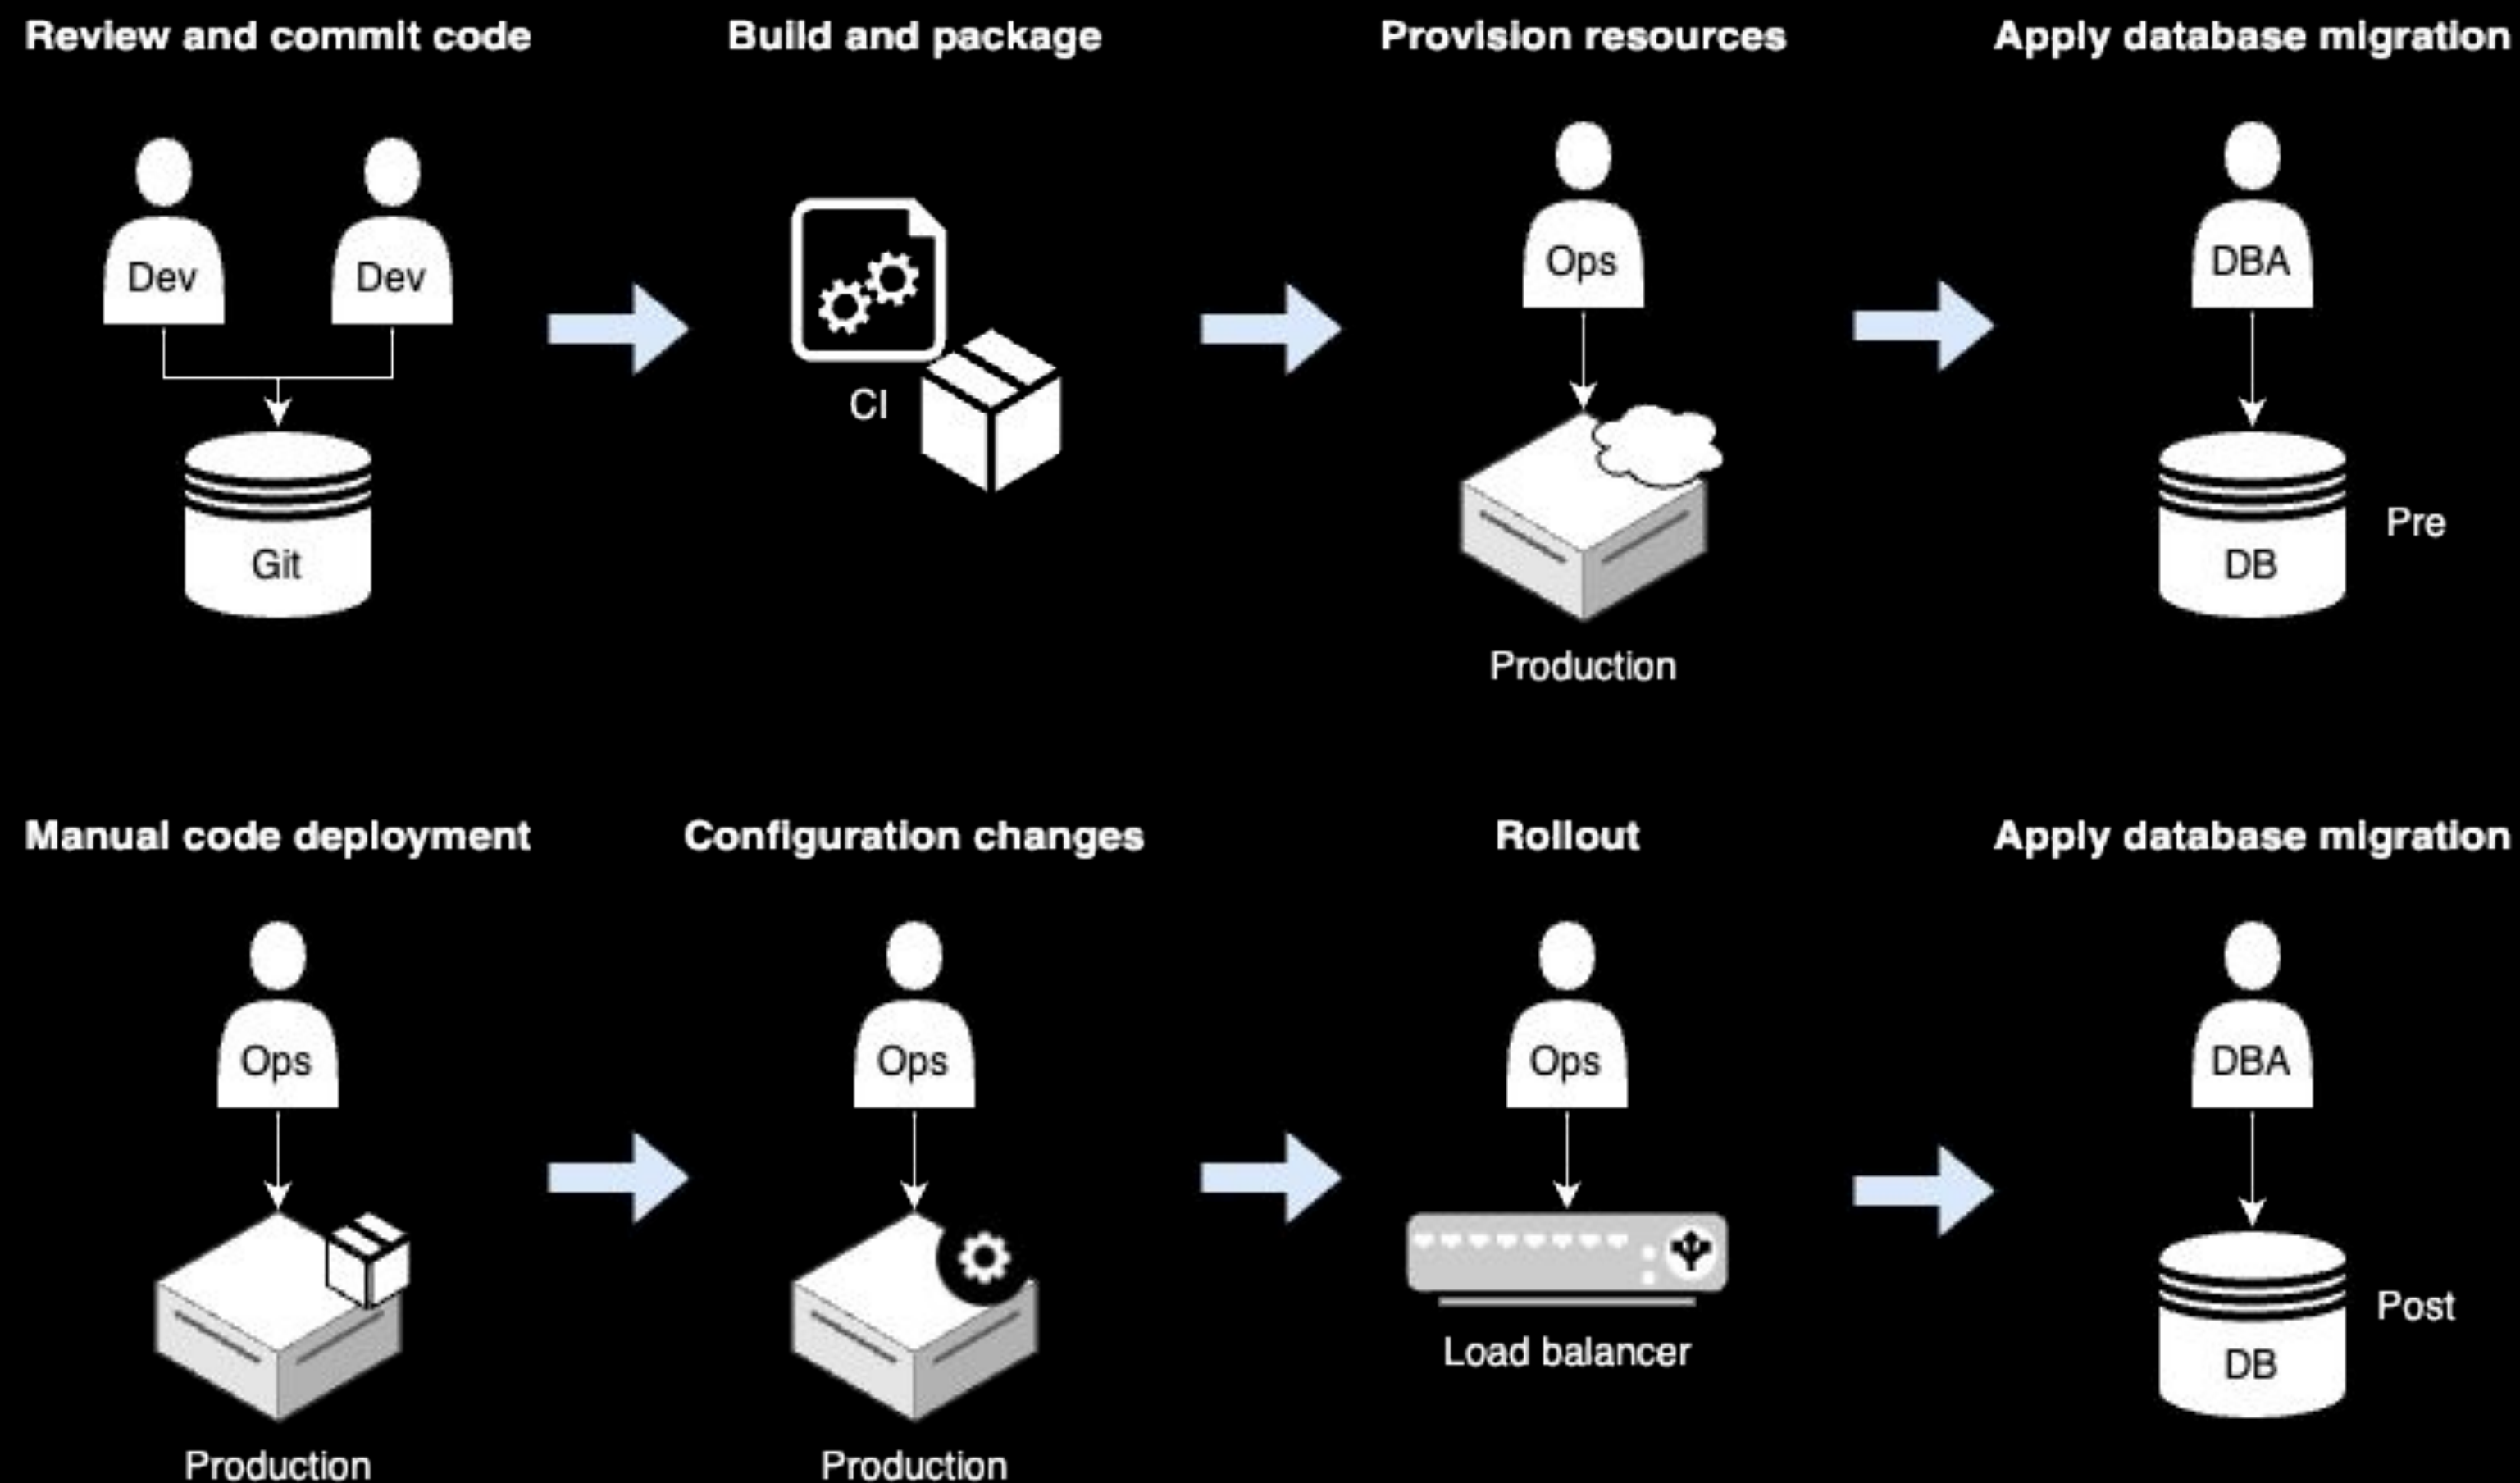 Review and commit code
Build and package
Provision resources
Apply database migration
Dev
Dev
Ops
DBA
CI
Git
DB
Pre
Production
Manual code deployment
Configuration changes
Rollout
Apply database migration
Ops
Ops
Ops
DBA
Load balancer
DB
Post
Production
Production